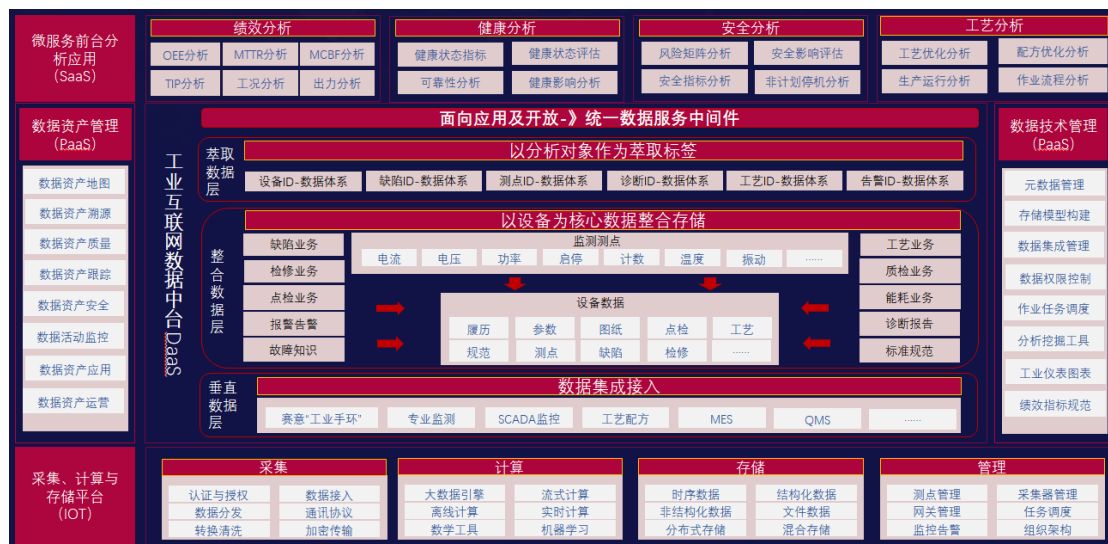 微服务前台分
析应用
（SaaS）
绩效分析
OEE分析
MTTR分析
MCBF分析
TIP分析
工况分析
出力分析
健康分析
健康状态指标
健康状态评估
可靠性分析
健康影响分析
安全分析
风险矩阵分析
安全影响评估
安全指标分析
非计划停机分析
工艺分析
工艺优化分析
配方优化分析
生产运行分析
作业流程分析
数据资产管理
（PaaS）
数据资产地图
数据资产溯源
数据资产质量
数据资产跟踪
数据资产安全
数据活动监控
数据资产应用
数据资产运营
工业互联网数据中台DaaS
面向应用及开放-》统一数据服务中间件
萃取
数据
层
以分析对象作为萃取标签
设备ID-数据体系
缺陷ID-数据体系
测点ID-数据体系
诊断ID-数据体系
工艺ID-数据体系
告警ID-数据体系
整合数据层
以设备为核心数据整合存储
缺陷业务
检修业务
点检业务
报警告警
故障知识
监测测点
电流
电压
功率
启停
计数
温度
振动
......
设备数据
履历
参数
图纸
点检
工艺
规范
测点
缺陷
检修
......
工艺业务
质检业务
能耗业务
诊断报告
标准规范
垂直
数据
层
数据集成接入
赛意“工业手环”
专业监测
SCADA监控
工艺配方
MES
QMS
......
数据技术管理
（PaaS）
元数据管理
存储模型构建
数据集成管理
数据权限控制
作业任务调度
分析挖掘工具
工业仪表图表
绩效指标规范
采集、计算与
存储平台
（IOT）
采集
认证与授权
数据接入
数据分发
通讯协议
转换清洗
加密传输
计算
大数据引擎
流式计算
离线计算
实时计算
数学工具
机器学习
存储
时序数据
结构化数据
非结构化数据
文件数据
分布式存储
混合存储
管理
测点管理
采集器管理
网关管理
任务调度
监控告警
组织架构